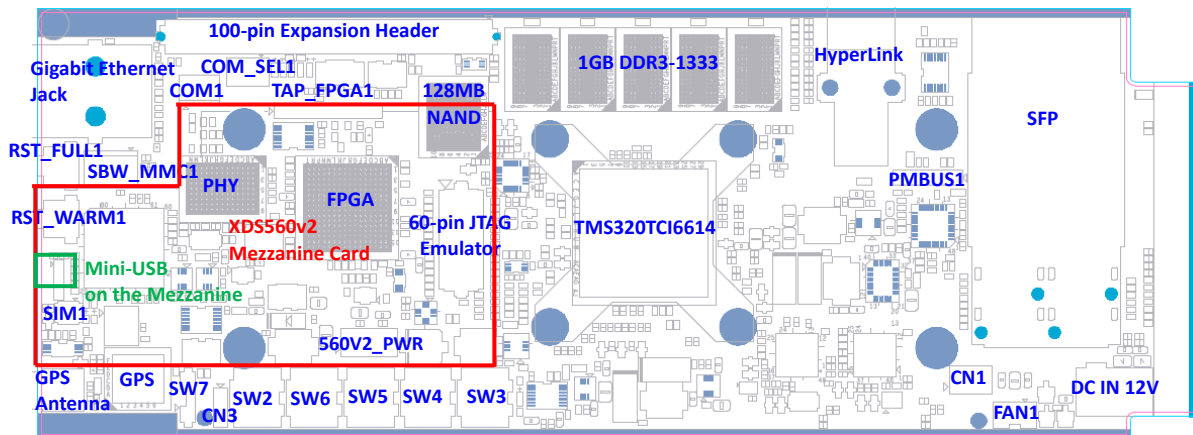 100-pin Expansion Header
Gigabit Ethernet
Jack
COM_SEL1
COM1
TAP_FPGA1
128MB
NAND
1GB DDR3-1333
HyperLink
SFP
RST_FULL1
SBW_MMC1
PHY
FPGA
PMBUS1
RST_WARM1
XDS560v2
Mezzanine Card
60-pin JTAG
Emulator
TMS320TCI6614
Mini-USB
on the Mezzanine
SIM1
560V2_PWR
GPS
Antenna
GPS
SW7
CN3
SW2
SW6
SW5
SW4
SW3
CN1
DC IN 12V
FAN1